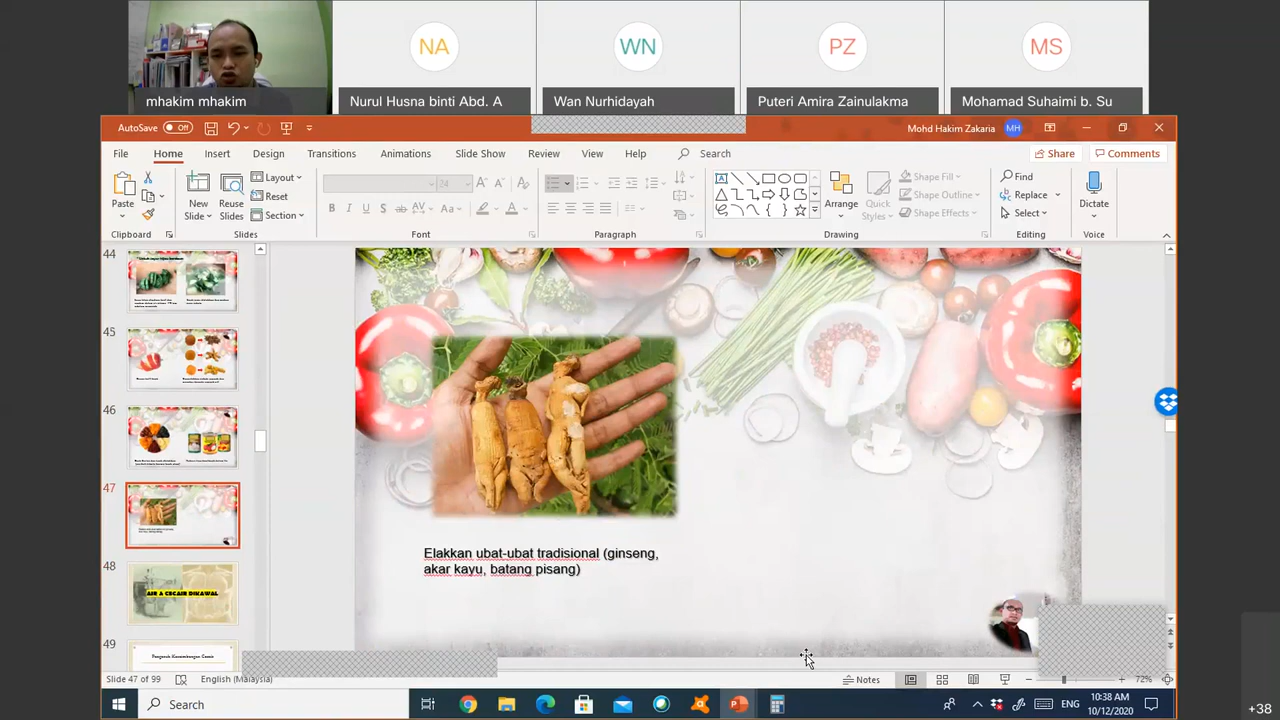 NA
WN
PZ
MS
mhakim mhakim
Nurul Husna binti Abd. A
Wan Nurhidayah
Puteri Amira Zainulakma
Mohamad Suhaimi b. Su
AutoSave
Off
Mohd Hakim Zakaria
MH
File
Home
Insert
Design
Transitions
Animations
Slide Show
Review
View
Help
Search
Share
Comments
Paste
New
Slide
Reuse
Slides
Layout
Reset
Section
24
Arrange
Quick
Styles
Shape Fill
Shape Outline
Shape Effects
Find
Replace
Select
Dictate
Clipboard
Slides
Font
Paragraph
Drawing
Editing
Voice
44
45
46
47
48
AIR & CECAIR DIKAWAL
49
Elakkan ubat-ubat tradisional (ginseng,
akar kayu, batang pisang)
Slide 47 of 99
English (Malaysia)
Notes
72%
Search
ENG
10:38 AM
10/12/2020
+38